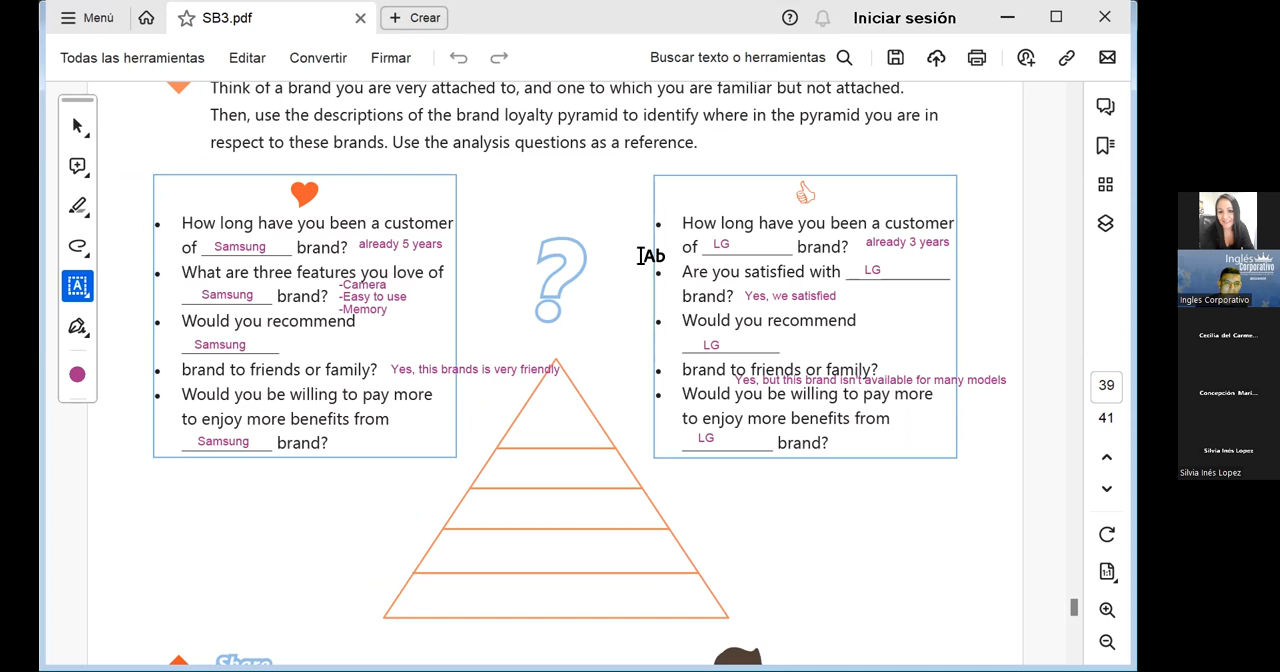 Menú
SB3.pdf
Crear
Iniciar sesión
Todas las herramientas
Editar
Convertir
Firmar
Buscar texto o herramientas
Think of a brand you are very attached to, and one to which you are familiar but not attached.
Then, use the descriptions of the brand loyalty pyramid to identify where in the pyramid you are in
respect to these brands. Use the analysis questions as a reference.
• How long have you been a customer
of Samsung brand? already 5 years
• What are three features you love of
Samsung brand?
-Camera
-Easy to use
-Memory
• Would you recommend
Samsung
• brand to friends or family? Yes, this brands is very friendly
• Would you be willing to pay more
to enjoy more benefits from
Samsung brand?
?
Ab
• How long have you been a customer
of LG brand? already 3 years
• Are you satisfied with LG
brand? Yes, we satisfied
• Would you recommend
LG
• brand to friends or family?
Yes, but this brand isn't available for many models
• Would you be willing to pay more
to enjoy more benefits from
LG brand?
Share
39
41
1:1
Inglés
Corporativo
Ingles Corporativo
Cecilia del Carme...
Concepción Marí...
Silvia Inés Lopez
Silvia Inés Lopez